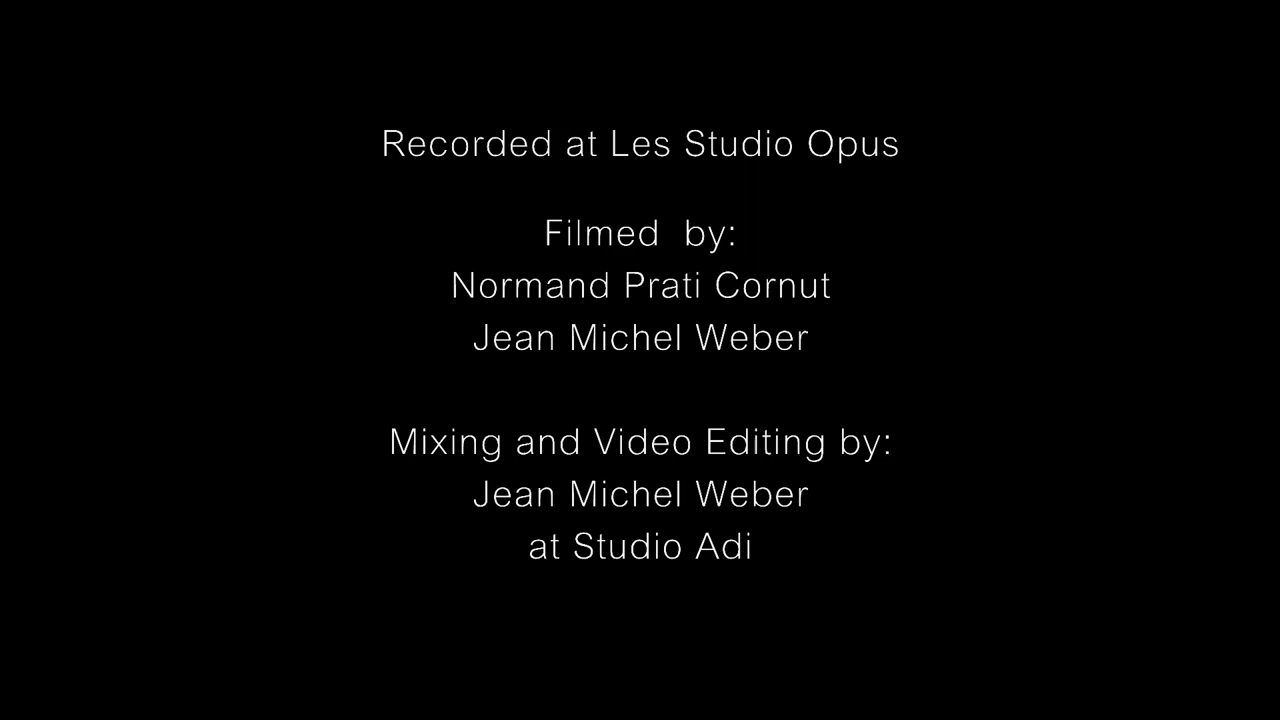 Recorded at Les Studio Opus
Filmed  by:
Normand Prati Cornut
Jean Michel Weber
Mixing and Video Editing by:
Jean Michel Weber
at Studio Adi